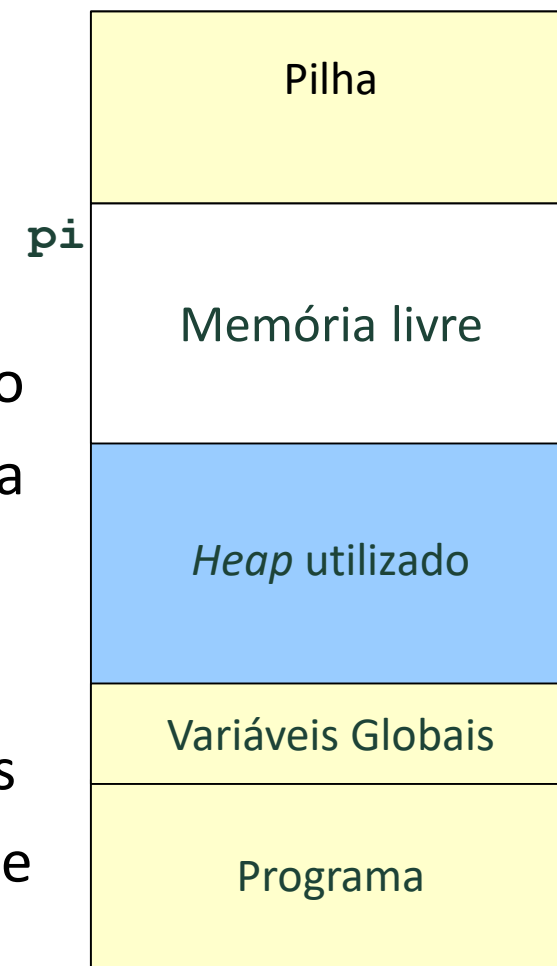 Pilha
pi
Memória livre
o
a
Heap utilizado
Variáveis Globais
s
e
Programa